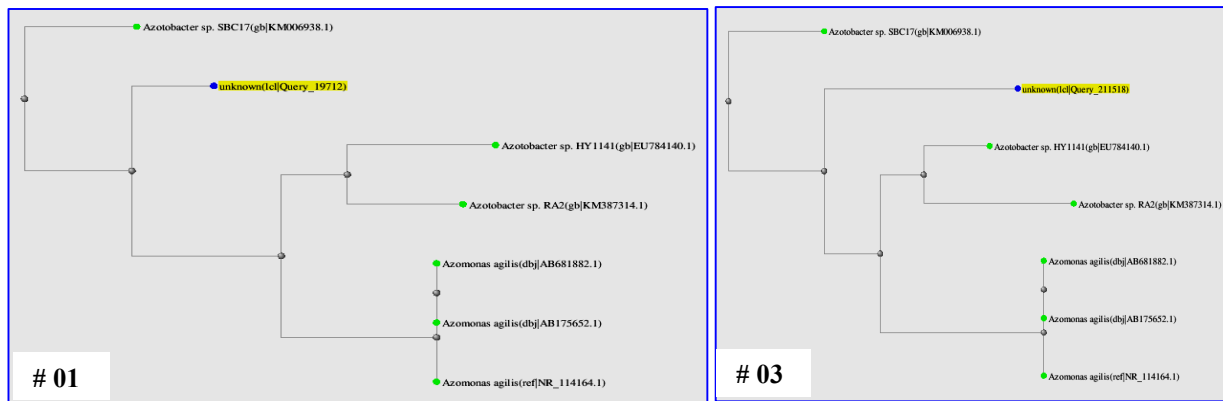 Azotobacter sp. SBC17(gb|KM006938.1)
unknown(lcl|Query_19712)
Azotobacter sp. HY1141(gb|EU784140.1)
Azotobacter sp. RA2(gb|KM387314.1)
Azomonas agilis(dbj|AB681882.1)
Azomonas agilis(dbj|AB175652.1)
Azomonas agilis(ref|NR_114164.1)
# 01
Azotobacter sp. SBC17(gb|KM006938.1)
unknown(lcl|Query_211518)
Azotobacter sp. HY1141(gb|EU784140.1)
Azotobacter sp. RA2(gb|KM387314.1)
Azomonas agilis(dbj|AB681882.1)
Azomonas agilis(dbj|AB175652.1)
Azomonas agilis(ref|NR_114164.1)
# 03